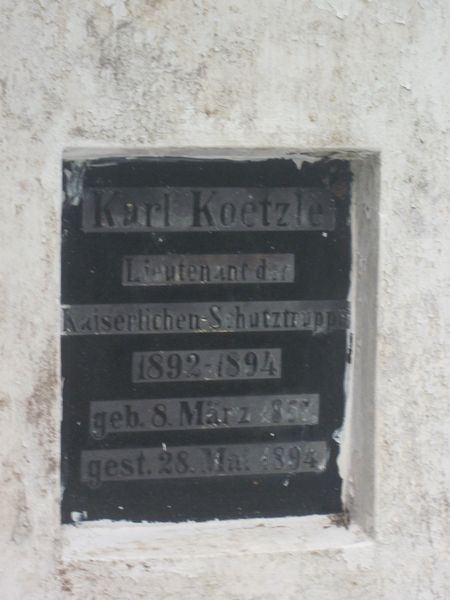 Karl Koetzle
Lieutenant der
Kaiserlichen Schutztruppe
1892-1894
geb. 8. März
gest. 28. Mai 1894